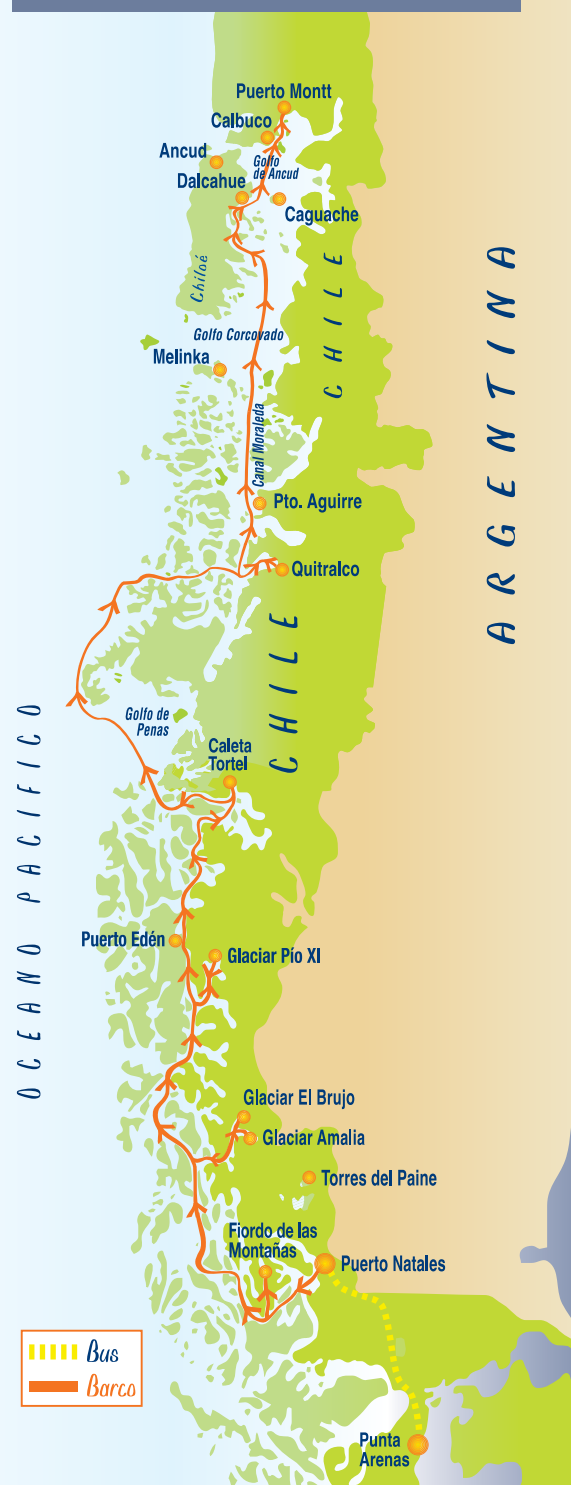 Puerto Montt
Calbuco
Ancud
Golfo
de Ancud
Dalcahue
Caguache
Chiloé
CHILE
ARGENTINA
Golfo Corcovado
Melinka
Canal Moraleda
Pto. Aguirre
Quitralco
CHILE
Golfo de
Penas
OCEANO PACIFICO
Caleta
Tortel
Puerto Edén
Glaciar Pío XI
Glaciar El Brujo
Glaciar Amalia
Torres del Paine
Fiordo de las
Montañas
Puerto Natales
Bus
Barco
Punta
Arenas